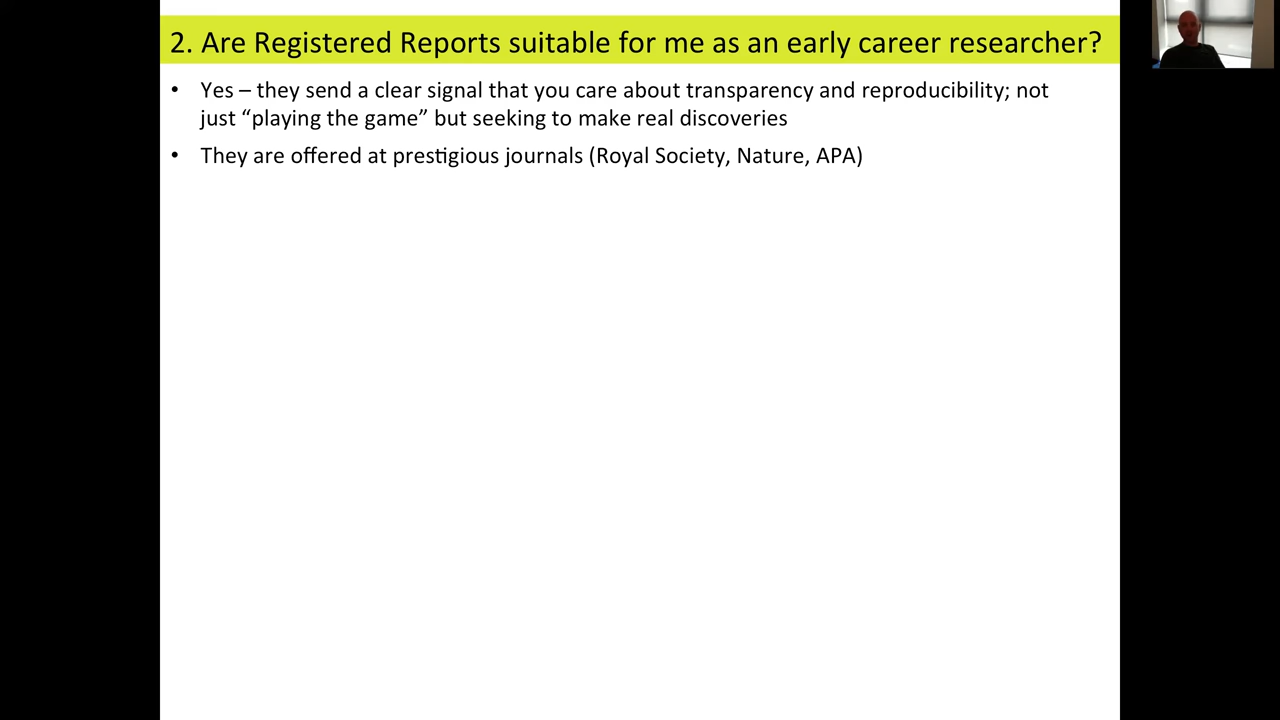 2. Are Registered Reports suitable for me as an early career researcher?
• Yes – they send a clear signal that you care about transparency and reproducibility; not
just “playing the game” but seeking to make real discoveries
• They are offered at prestigious journals (Royal Society, Nature, APA)